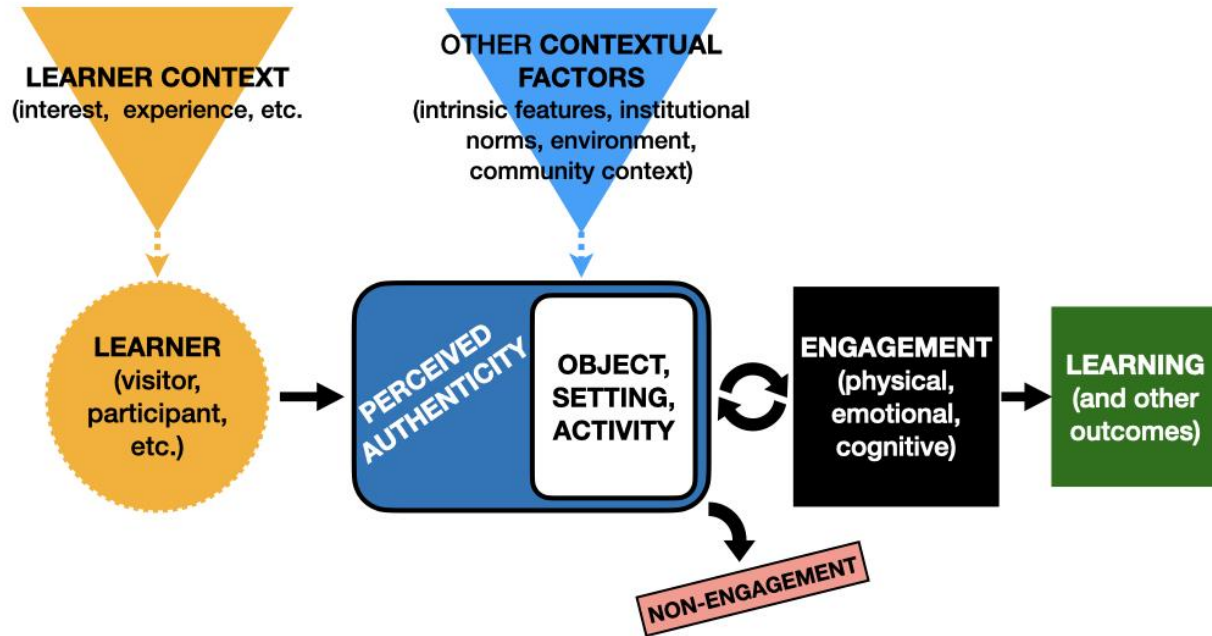 LEARNER CONTEXT
(interest, experience, etc.
OTHER CONTEXTUAL
FACTORS
(intrinsic features, institutional
norms, environment,
community context)
LEARNER
(visitor,
participant,
etc.)
PERCEIVED
AUTHENTICITY
OBJECT,
SETTING,
ACTIVITY
ENGAGEMENT
(physical,
emotional,
cognitive)
LEARNING
(and other
outcomes)
NON-ENGAGEMENT